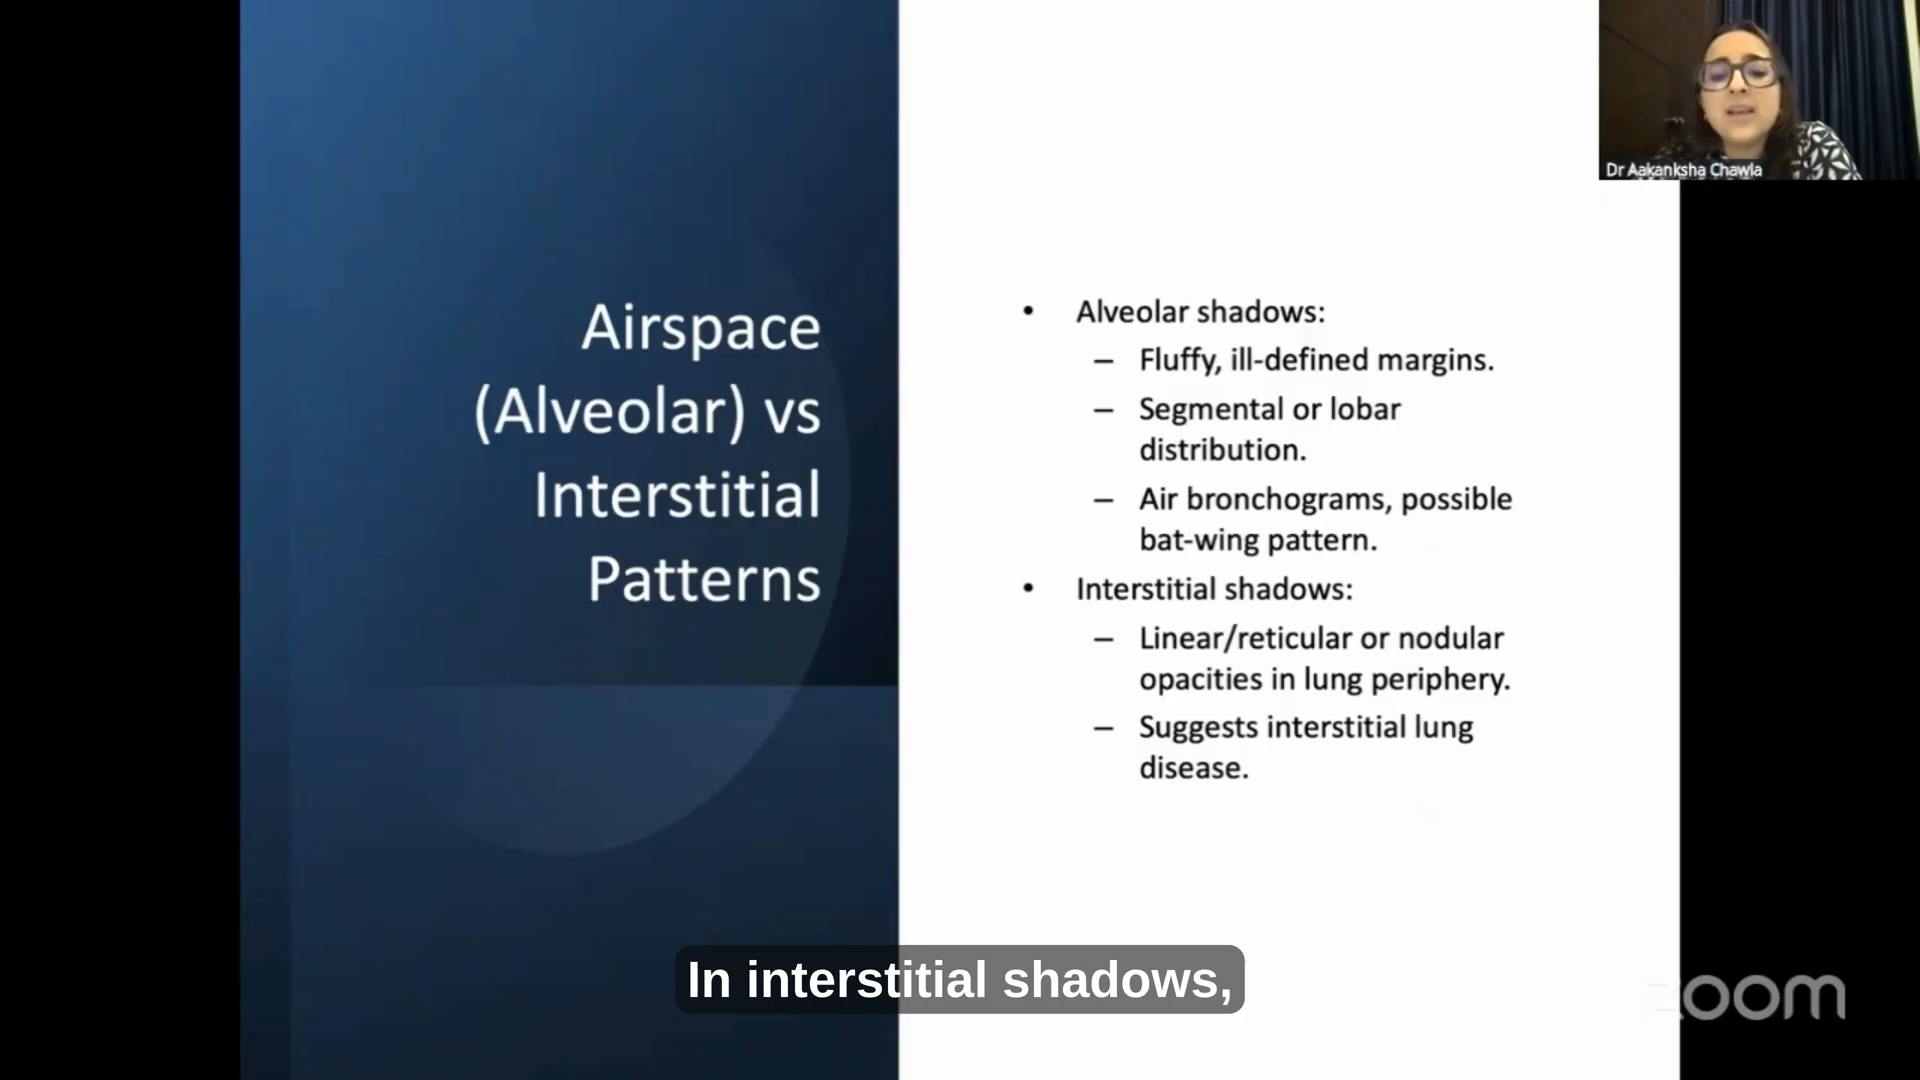 Airspace
(Alveolar) vs
Interstitial
Patterns
• Alveolar shadows:
– Fluffy, ill-defined margins.
– Segmental or lobar
distribution.
– Air bronchograms, possible
bat-wing pattern.
• Interstitial shadows:
– Linear/reticular or nodular
opacities in lung periphery.
– Suggests interstitial lung
disease.
Dr Aakanksha Chawla
In interstitial shadows,
zoom